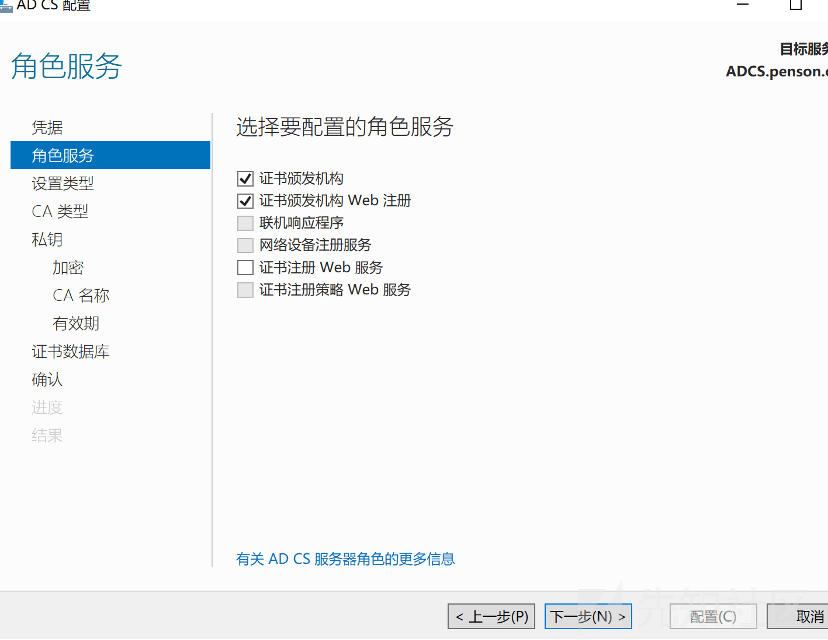 AD CS 配置
角色服务
目标服务
ADCS.penson.
凭据
角色服务
设置类型
CA 类型
私钥
加密
CA 名称
有效期
证书数据库
确认
进度
结果
选择要配置的角色服务
证书颁发机构
证书颁发机构 Web 注册
联机响应程序
网络设备注册服务
证书注册 Web 服务
证书注册策略 Web 服务
有关 AD CS 服务器角色的更多信息
< 上一步(P)
下一步(N) >
配置(C)
取消
先知社区